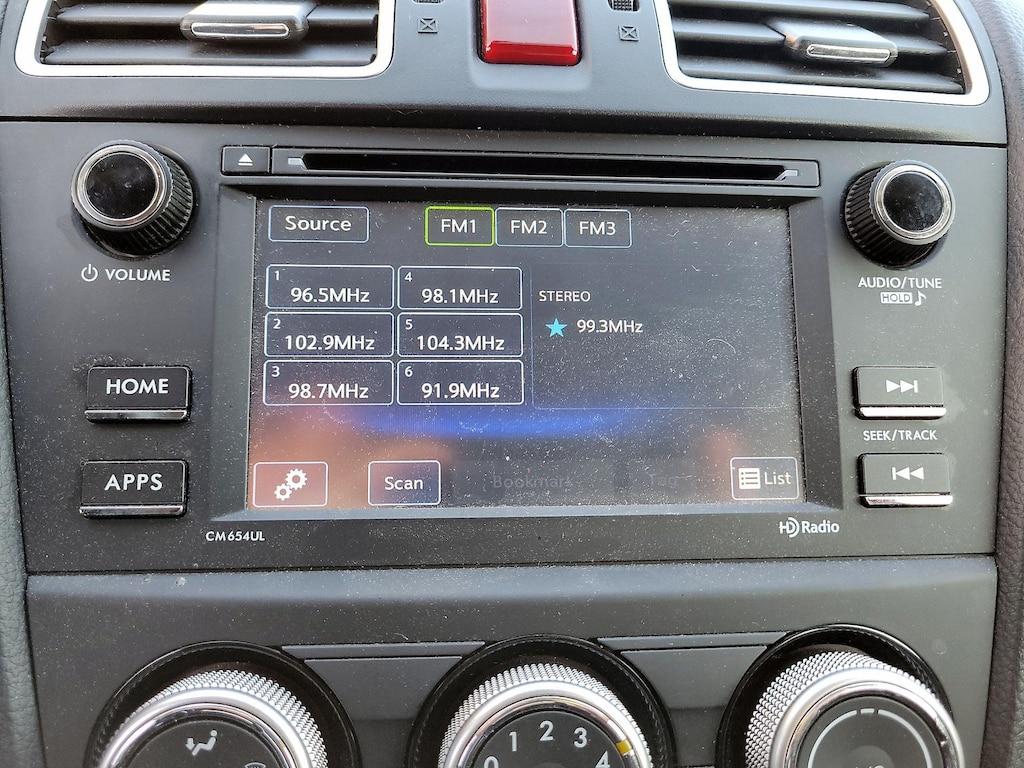 Source FM1 FM2 FM3
1 96.5MHz 4 98.1MHz
2 102.9MHz 5 104.3MHz
3 98.7MHz 6 91.9MHz
STEREO
99.3MHz
VOLUME
AUDIO/TUNE
HOLD
HOME
APPS
SEEK/TRACK
Scan Bookmark Tag List
CM654UL
HD Radio
0 1 2 3 4